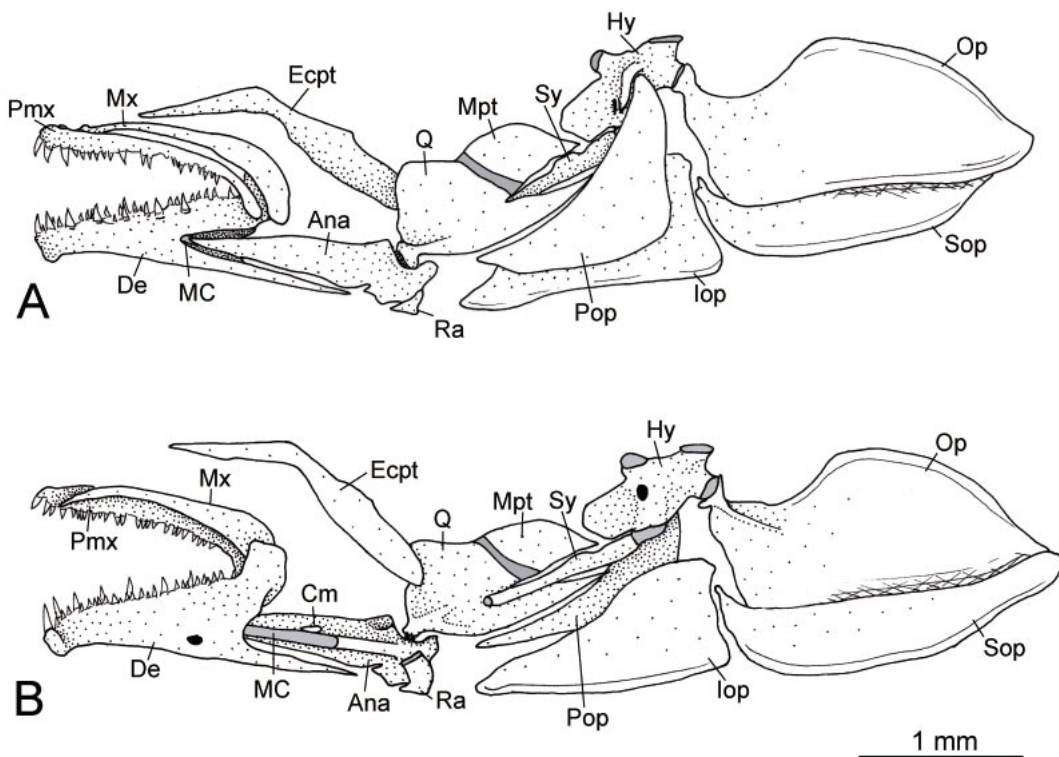 Hy
Op
Ecpt
Mx
Pmx
Mpt
Sy
Q
Ana
De
MC
Ra
Pop
Iop
Sop
A
Hy
Op
Mx
Ecpt
Q
Mpt
Sy
Pmx
Cm
De
MC
Ana
Ra
Pop
Iop
Sop
B
1 mm